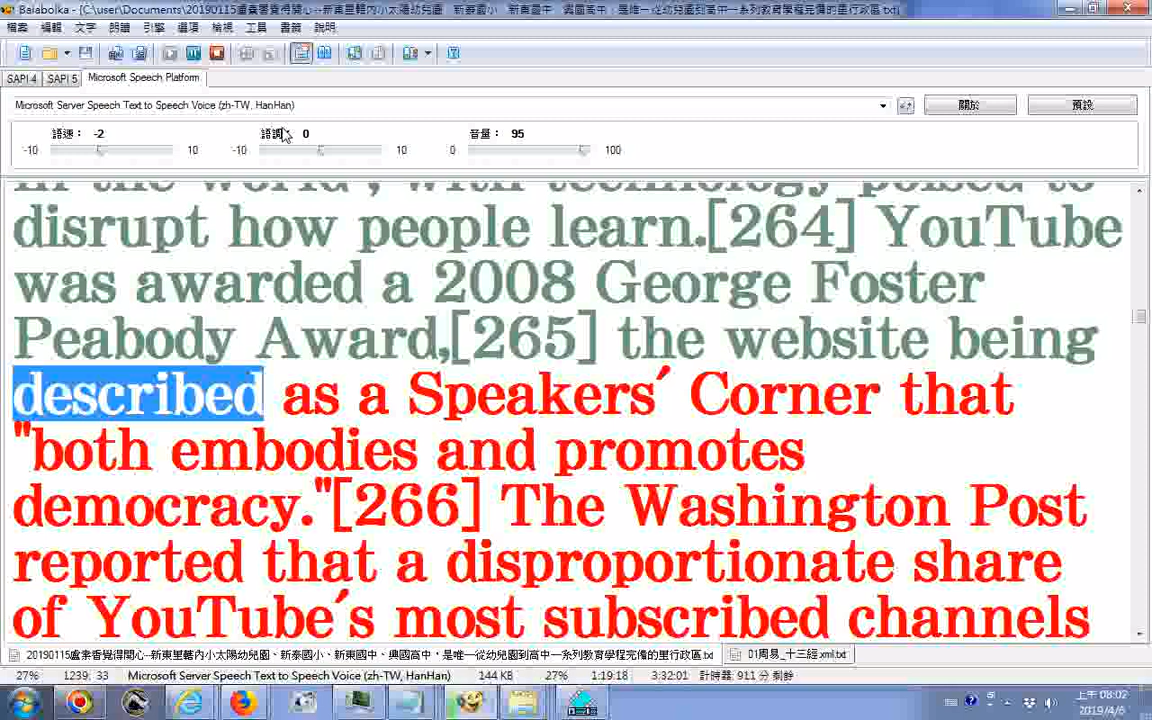 Balabolka - [C:\user\Documents\20190115盧紊香覺得開心--新東里轄內小太陽幼兒園、新泰國小、新東國中、興國高中，是唯一從幼兒園到高中一系列教育學程完備的里行政區.txt]
檔案 編輯 文字 朗讀 引擎 選項 檢視 工具 書籤 說明
SAPI 4 SAPI 5 Microsoft Speech Platform
Microsoft Server Speech Text to Speech Voice (zh-TW, HanHan) 關於 預設
語速： -2 語調： 0 音量： 95
-10 10 -10 10 0 100
in the world", with technology poised to
disrupt how people learn.[264] YouTube
was awarded a 2008 George Foster
Peabody Award,[265] the website being
described as a Speakers' Corner that
"both embodies and promotes
democracy."[266] The Washington Post
reported that a disproportionate share
of YouTube's most subscribed channels
20190115盧紊香覺得開心--新東里轄內小太陽幼兒園、新泰國小、新東國中、興國高中，是唯一從幼兒園到高中一系列教育學程完備的里行政區.txt 01周易_十三經.xml.txt
27% 1239, 33 Microsoft Server Speech Text to Speech Voice (zh-TW, HanHan) 144 KB 27% 1:19:18 3:32:01 計時器: 911 分 剩餘
上午 08:02
2019/4/6